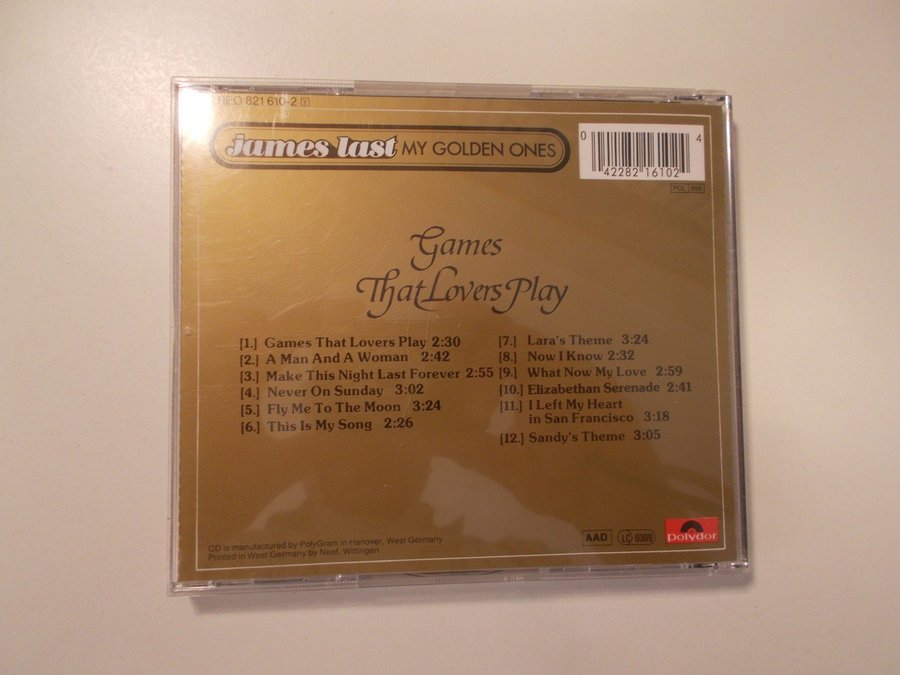 821 610-2 Y
james last MY GOLDEN ONES
0 42282 16102 4
Games
That Lovers Play
[1.] Games That Lovers Play 2:30
[2.] A Man And A Woman 2:42
[3.] Make This Night Last Forever 2:55
[4.] Never On Sunday 3:02
[5.] Fly Me To The Moon 3:24
[6.] This Is My Song 2:26
[7.] Lara's Theme 3:24
[8.] Now I Know 2:32
[9.] What Now My Love 2:59
[10.] Elizabethan Serenade 2:41
[11.] I Left My Heart
in San Francisco 3:18
[12.] Sandy's Theme 3:05
CD is manufactured by PolyGram in Hanover, West Germany
Printed in West Germany by Neef, Wittingen
AAD
LC 0309
polydor